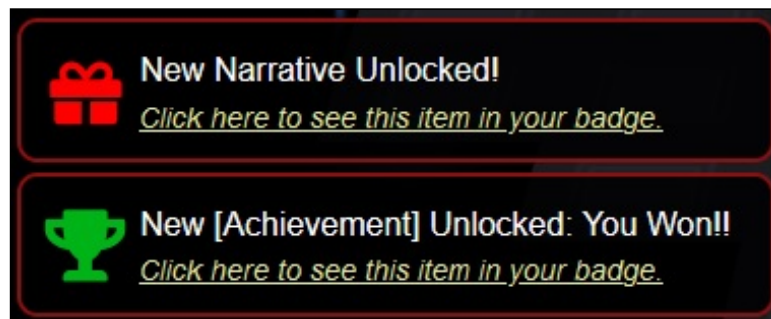 New Narrative Unlocked!
Click here to see this item in your badge.
New [Achievement] Unlocked: You Won!!
Click here to see this item in your badge.